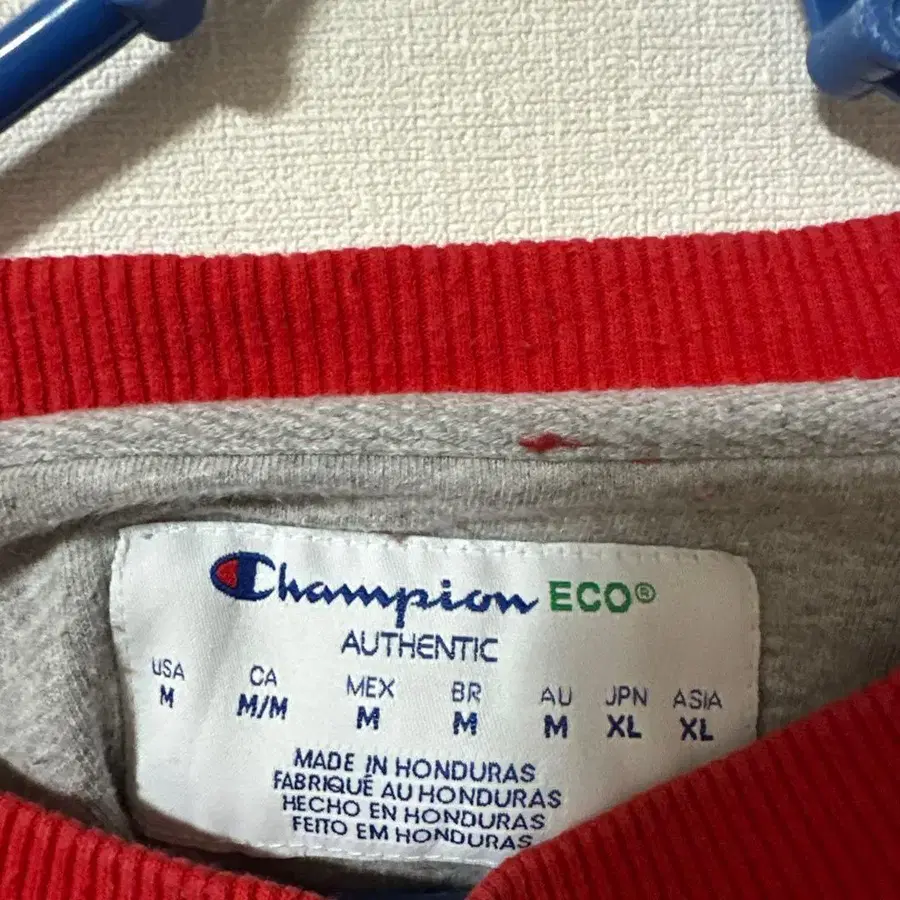 Champion ECO®
AUTHENTIC
USA CA MEX BR AU JPN ASIA
M M/M M M M XL XL
MADE IN HONDURAS
FABRIQUÉ AU HONDURAS
HECHO EN HONDURAS
FEITO EM HONDURAS